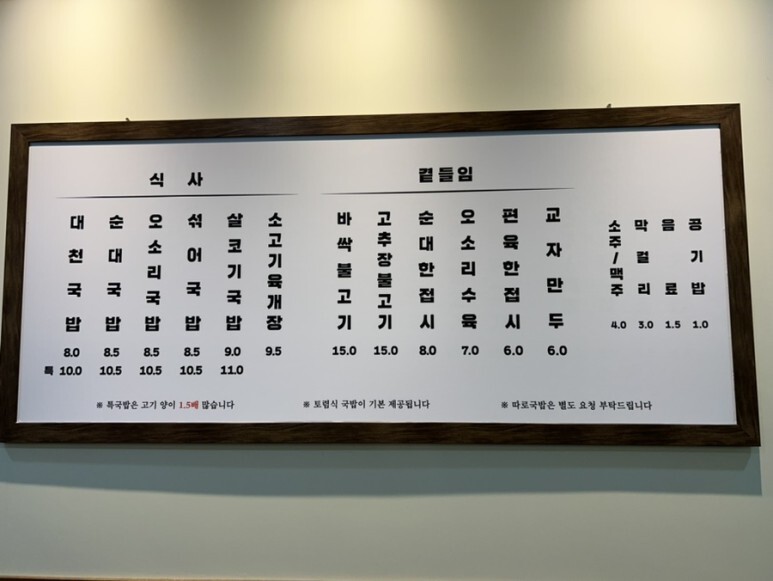 식 사
대천국밥 8.0 특 10.0
순대국밥 8.5 10.5
오소리국밥 8.5 10.5
섞어국밥 8.5 10.5
살코기국밥 9.0 11.0
소고기육개장 9.5
곁들임
바싹불고기 15.0
고추장불고기 15.0
순대한접시 8.0
오소리수육 7.0
편육한접시 6.0
교자만두 6.0
소주/맥주 4.0
막걸리 3.0
음료 1.5
공기밥 1.0
※ 특국밥은 고기 양이 1.5배 많습니다
※ 토렴식 국밥이 기본 제공됩니다
※ 따로국밥은 별도 요청 부탁드립니다